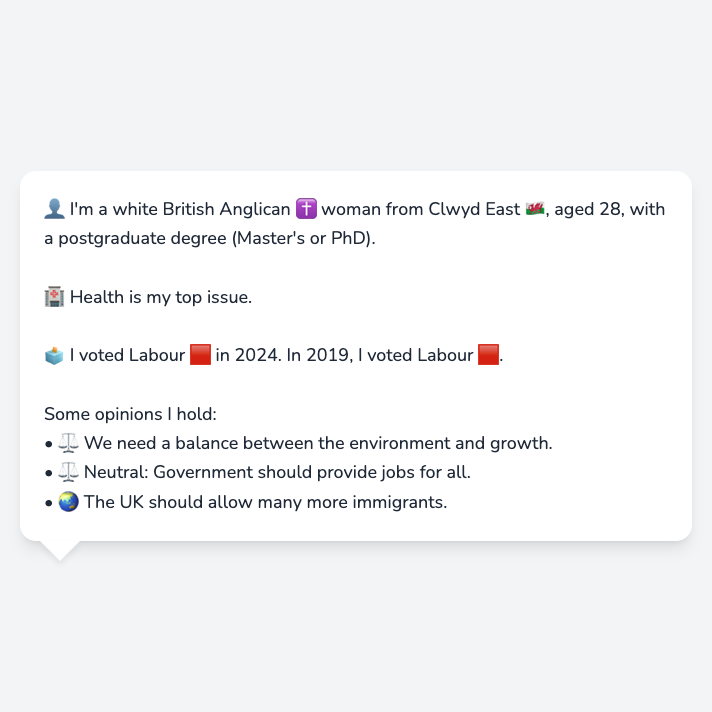 👤 I'm a white British Anglican ✝️ woman from Clwyd East 🏴󠁧󠁢󠁷󠁬󠁳󠁿, aged 28, with
a postgraduate degree (Master's or PhD).
🏥 Health is my top issue.
🗳️ I voted Labour 🟥 in 2024. In 2019, I voted Labour 🟥.
Some opinions I hold:
• ⚖️ We need a balance between the environment and growth.
• ⚖️ Neutral: Government should provide jobs for all.
• 🌏 The UK should allow many more immigrants.